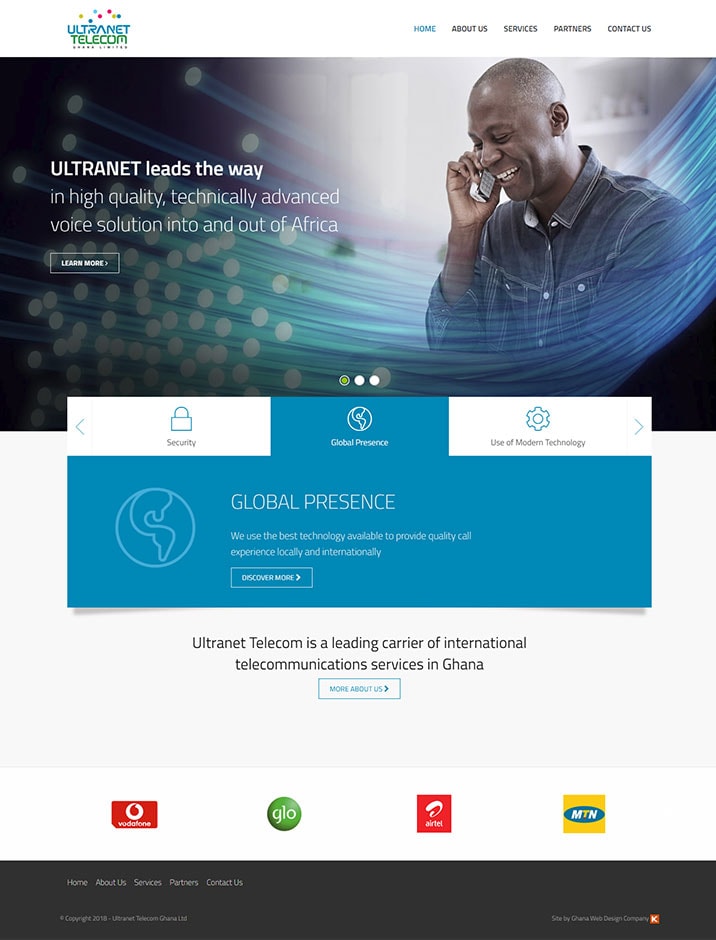 ULTRANET
TELECOM
GHANA LIMITED
HOME ABOUT US SERVICES PARTNERS CONTACT US
ULTRANET leads the way
in high quality, technically advanced
voice solution into and out of Africa
LEARN MORE >
Security
Global Presence
Use of Modern Technology
GLOBAL PRESENCE
We use the best technology available to provide quality call
experience locally and internationally
DISCOVER MORE >
Ultranet Telecom is a leading carrier of international
telecommunications services in Ghana
MORE ABOUT US >
vodafone
glo
airtel
MTN
Home About Us Services Partners Contact Us
© Copyright 2018 - Ultranet Telecom Ghana Ltd
Site by Ghana Web Design Company K